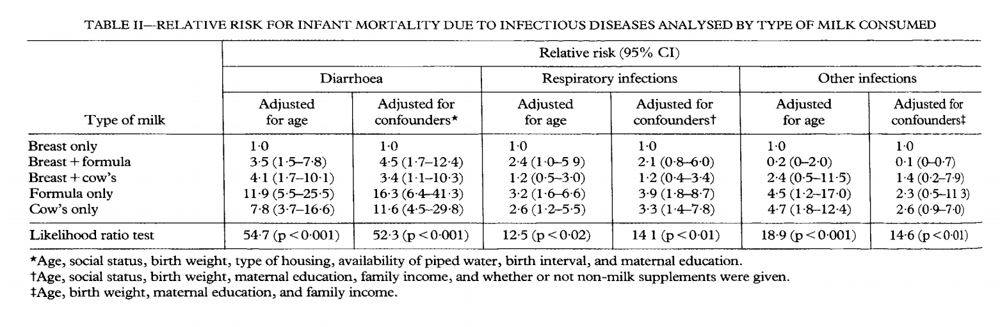 TABLE II—RELATIVE RISK FOR INFANT MORTALITY DUE TO INFECTIOUS DISEASES ANALYSED BY TYPE OF MILK CONSUMED
Relative risk (95% CI)
Diarrhoea Respiratory infections Other infections
Adjusted Adjusted for Adjusted Adjusted for Adjusted Adjusted for
Type of milk for age confounders★ for age confounders† for age confounders‡
Breast only 1·0 1·0 1·0 1·0 1·0 1·0
Breast + formula 3·5 (1·5–7·8) 4·5 (1·7–12·4) 2·4 (1·0–5 9) 2·1 (0·8–6·0) 0·2 (0–2·0) 0·1 (0–0·7)
Breast + cow's 4·1 (1·7–10·1) 3·4 (1·1–10·3) 1·2 (0·5–3·0) 1·2 (0·4–3·4) 2·4 (0·5–11·5) 1·4 (0·2–7·9)
Formula only 11·9 (5·5–25·5) 16·3 (6·4–41·3) 3·2 (1·6–6·6) 3·9 (1·8–8·7) 4·5 (1·2–17·0) 2·3 (0·5–11 3)
Cow's only 7·8 (3·7–16·6) 11·6 (4·5–29·8) 2·6 (1·2–5·5) 3·3 (1·4–7·8) 4·7 (1·8–12·4) 2·6 (0·9–7·0)
Likelihood ratio test 54·7 (p < 0·001) 52·3 (p < 0·001) 12·5 (p < 0·02) 14 1 (p < 0·01) 18·9 (p < 0·001) 14·6 (p < 0·01)
★Age, social status, birth weight, type of housing, availability of piped water, birth interval, and maternal education.
†Age, social status, birth weight, maternal education, family income, and whether or not non-milk supplements were given.
‡Age, birth weight, maternal education, and family income.